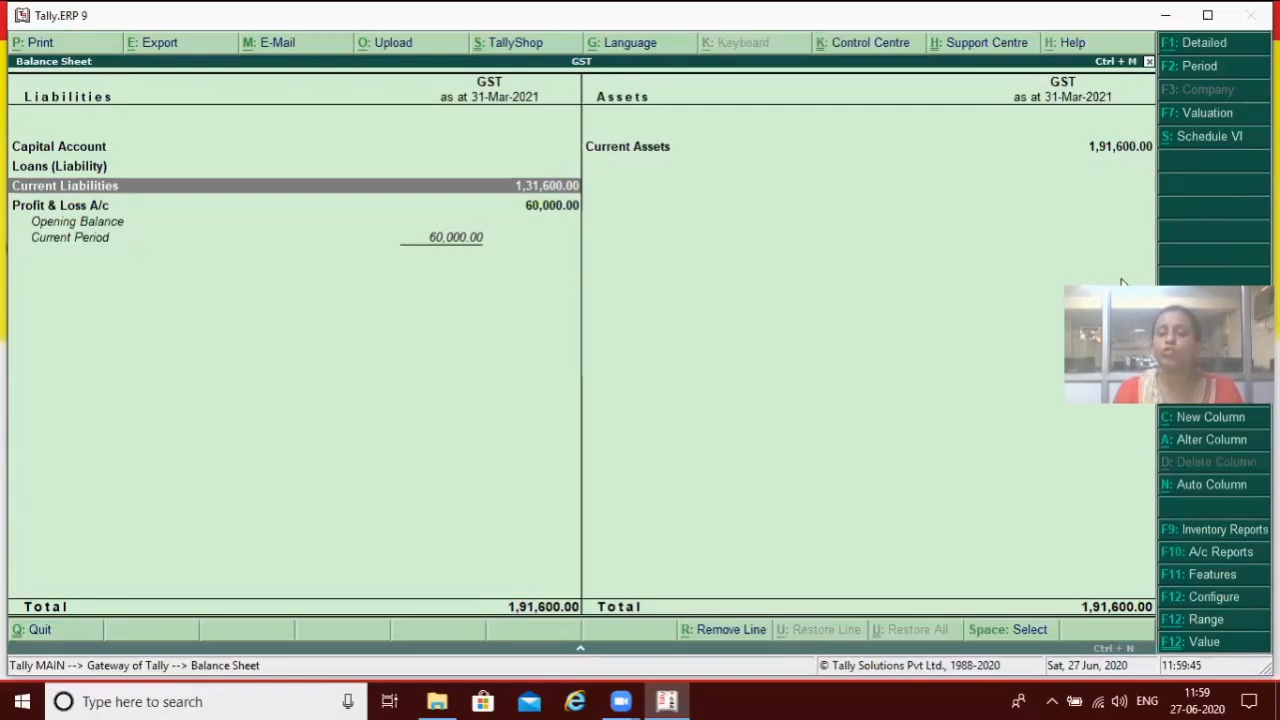 Tally.ERP 9
P: Print E: Export M: E-Mail O: Upload S: TallyShop G: Language K: Keyboard K: Control Centre H: Support Centre H: Help
Balance Sheet GST Ctrl + M
GST GST
Liabilities as at 31-Mar-2021 Assets as at 31-Mar-2021
Capital Account Current Assets 1,91,600.00
Loans (Liability)
Current Liabilities 1,31,600.00
Profit & Loss A/c 60,000.00
Opening Balance
Current Period 60,000.00
Total 1,91,600.00 Total 1,91,600.00
F1: Detailed
F2: Period
F3: Company
F7: Valuation
S: Schedule VI
C: New Column
A: Alter Column
D: Delete Column
N: Auto Column
F9: Inventory Reports
F10: A/c Reports
F11: Features
F12: Configure
F12: Range
F12: Value
Q: Quit R: Remove Line U: Restore Line U: Restore All Space: Select
Ctrl + N
Tally MAIN --> Gateway of Tally --> Balance Sheet © Tally Solutions Pvt Ltd., 1988-2020 Sat, 27 Jun, 2020 11:59:45
Type here to search ENG 11:59
27-06-2020